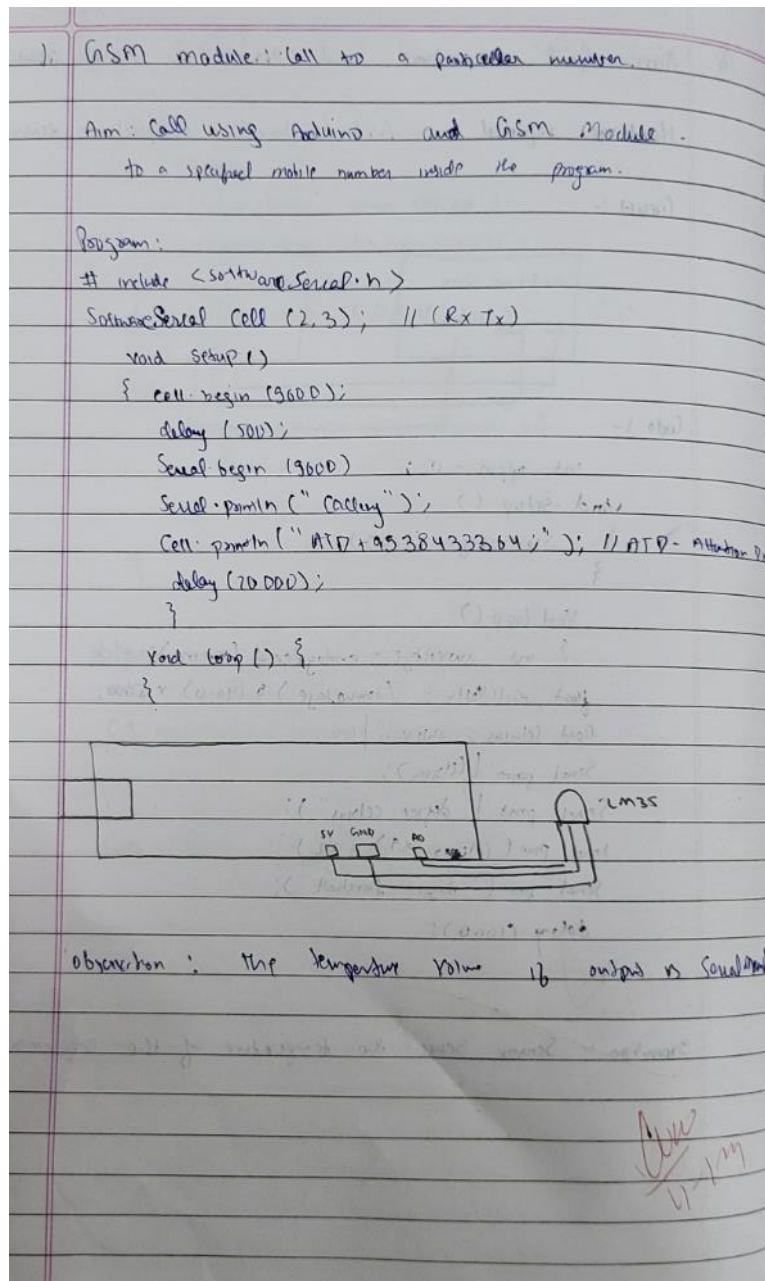 1. GSM module: Call to a particular number.
Aim: Call using Arduino and GSM Module.
to a specified mobile number inside the program.
Program:
# include <SoftwareSerial.h>
SoftwareSerial Cell (2,3); // (Rx Tx)
void setup()
{ cell.begin (9600);
delay (500);
Serial.begin (9600) ;
Serial.println (" Calling");
Cell.println (" ATD+9538433364;"); // ATD - Attention
delay (20000);
}
void loop() {
}
LM35
5V GND A0
Observation : The temperature value is output